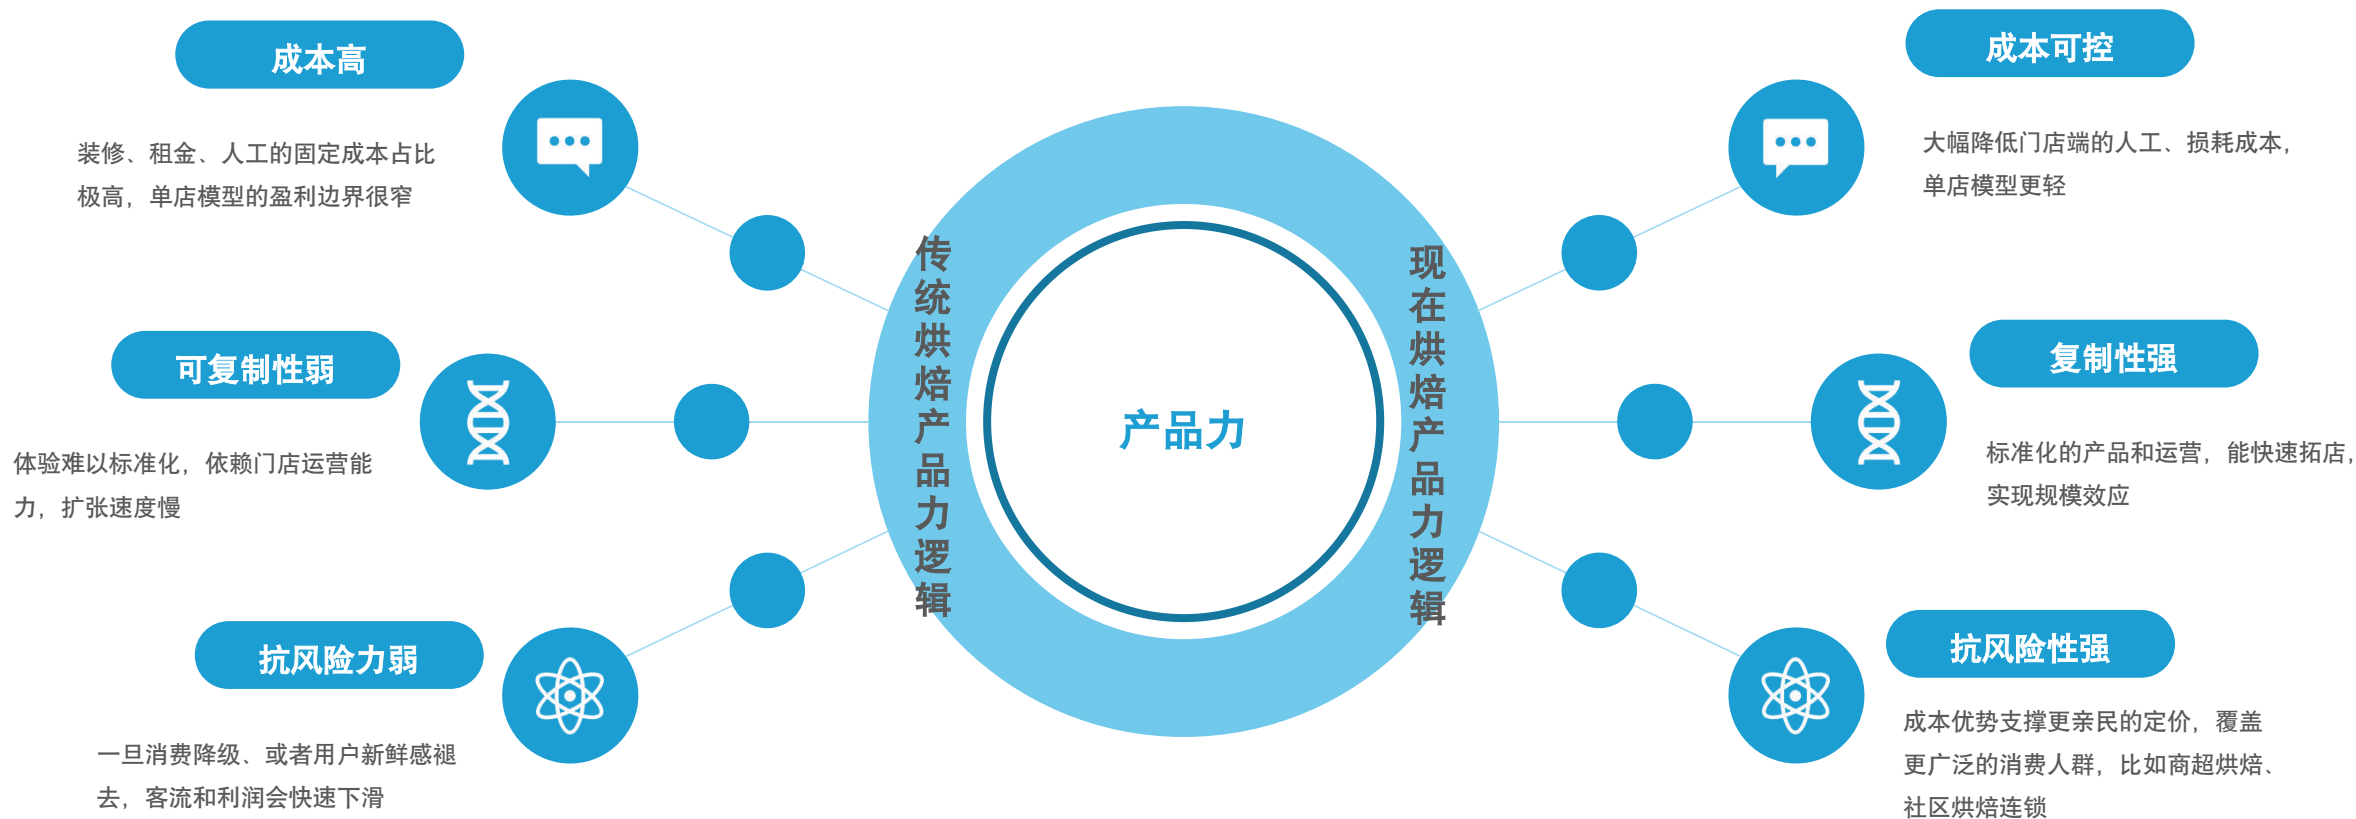 成本高
装修、租金、人工的固定成本占比
极高，单店模型的盈利边界很窄
可复制性弱
体验难以标准化，依赖门店运营能
力，扩张速度慢
抗风险力弱
一旦消费降级、或者用户新鲜感褪
去，客流和利润会快速下滑
传统烘焙产品力逻辑
产品力
现在烘焙产品力逻辑
成本可控
大幅降低门店端的人工、损耗成本，
单店模型更轻
复制性强
标准化的产品和运营，能快速拓店，
实现规模效应
抗风险性强
成本优势支撑更亲民的定价，覆盖
更广泛的消费人群，比如商超烘焙、
社区烘焙连锁